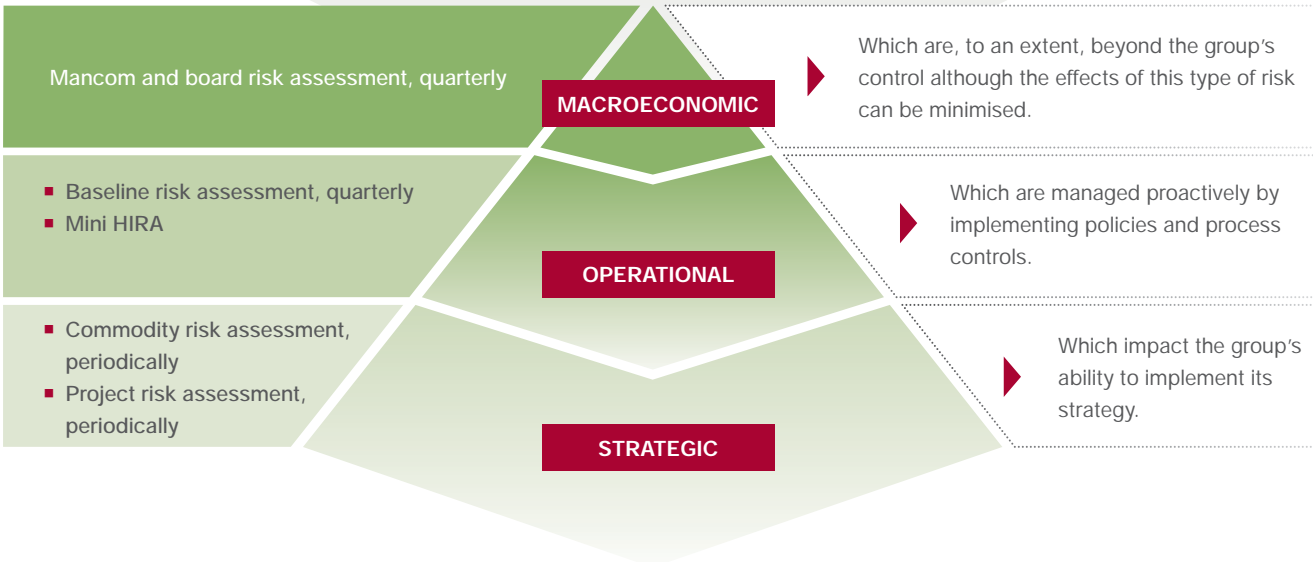 Mancom and board risk assessment, quarterly
MACROECONOMIC
Which are, to an extent, beyond the group's
control although the effects of this type of risk
can be minimised.
Baseline risk assessment, quarterly
Mini HIRA
OPERATIONAL
Which are managed proactively by
implementing policies and process
controls.
Commodity risk assessment,
periodically
Project risk assessment,
periodically
STRATEGIC
Which impact the group's
ability to implement its
strategy.